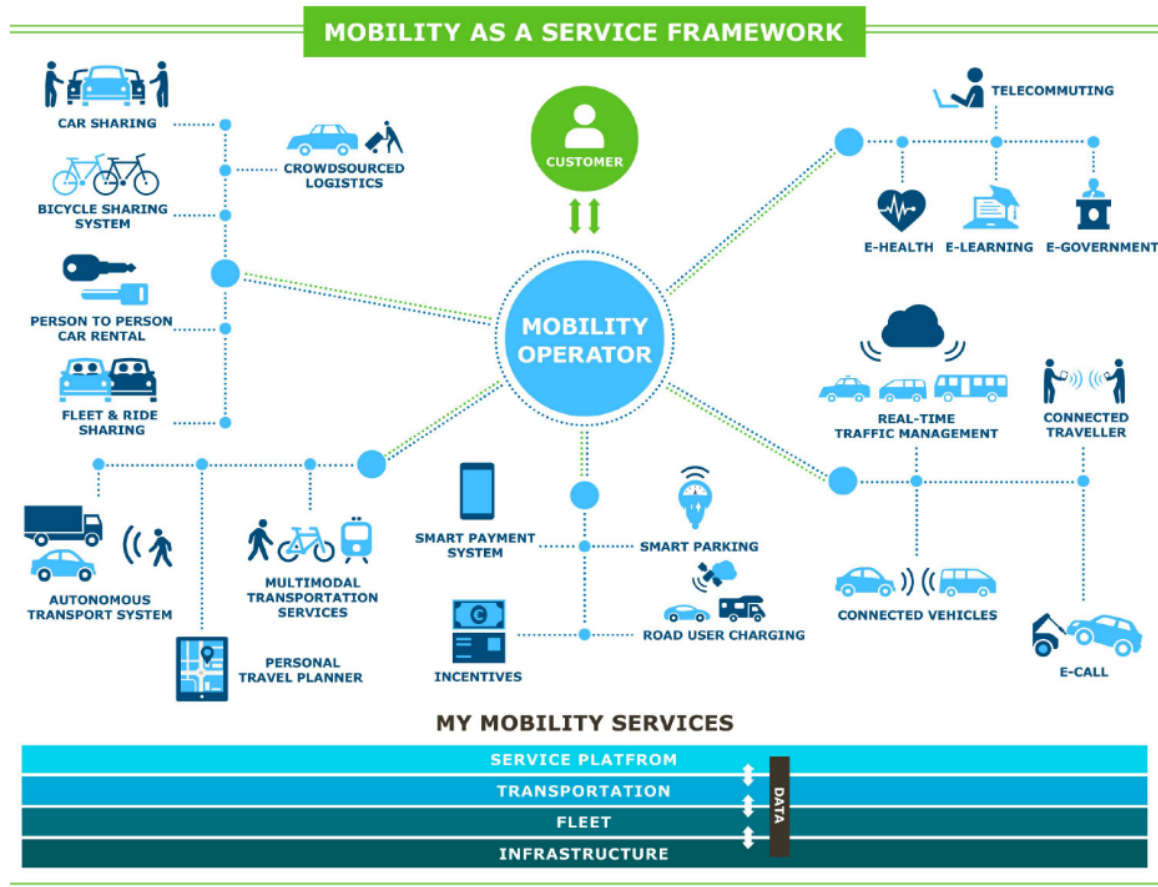 MOBILITY AS A SERVICE FRAMEWORK
CAR SHARING
CROWDSOURCED
LOGISTICS
BICYCLE SHARING
SYSTEM
PERSON TO PERSON
CAR RENTAL
FLEET & RIDE
SHARING
CUSTOMER
MOBILITY
OPERATOR
TELECOMMUTING
E-HEALTH
E-LEARNING
E-GOVERNMENT
REAL-TIME
TRAFFIC MANAGEMENT
CONNECTED
TRAVELLER
CONNECTED VEHICLES
E-CALL
AUTONOMOUS
TRANSPORT SYSTEM
MULTIMODAL
TRANSPORTATION
SERVICES
PERSONAL
TRAVEL PLANNER
SMART PAYMENT
SYSTEM
SMART PARKING
INCENTIVES
ROAD USER CHARGING
MY MOBILITY SERVICES
SERVICE PLATFROM
TRANSPORTATION
FLEET
INFRASTRUCTURE
DATA